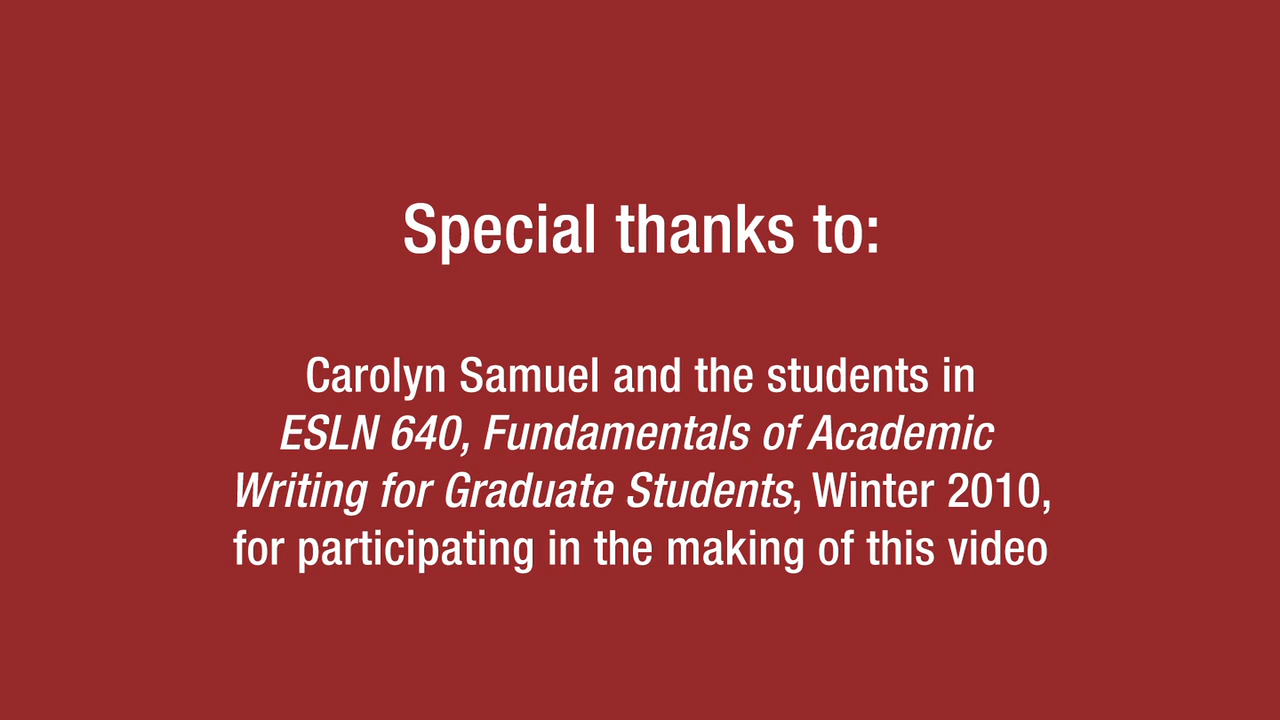 Special thanks to:
Carolyn Samuel and the students in
ESLN 640, Fundamentals of Academic
Writing for Graduate Students, Winter 2010,
for participating in the making of this video